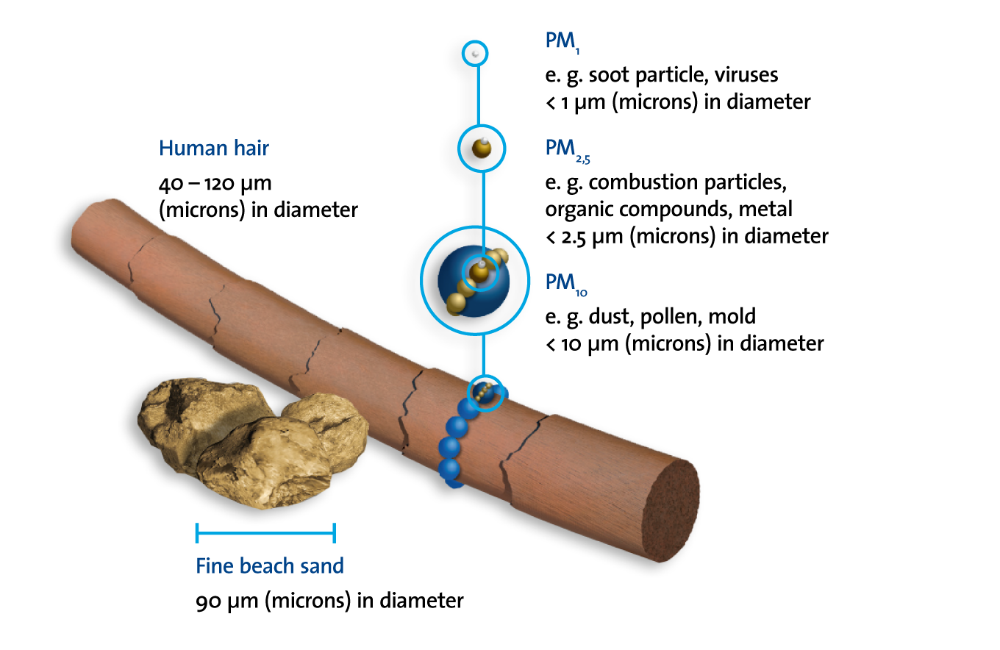 PM₁
e. g. soot particle, viruses
< 1 µm (microns) in diameter
Human hair
40 – 120 µm
(microns) in diameter
PM₂,₅
e. g. combustion particles,
organic compounds, metal
< 2.5 µm (microns) in diameter
PM₁₀
e. g. dust, pollen, mold
< 10 µm (microns) in diameter
Fine beach sand
90 µm (microns) in diameter